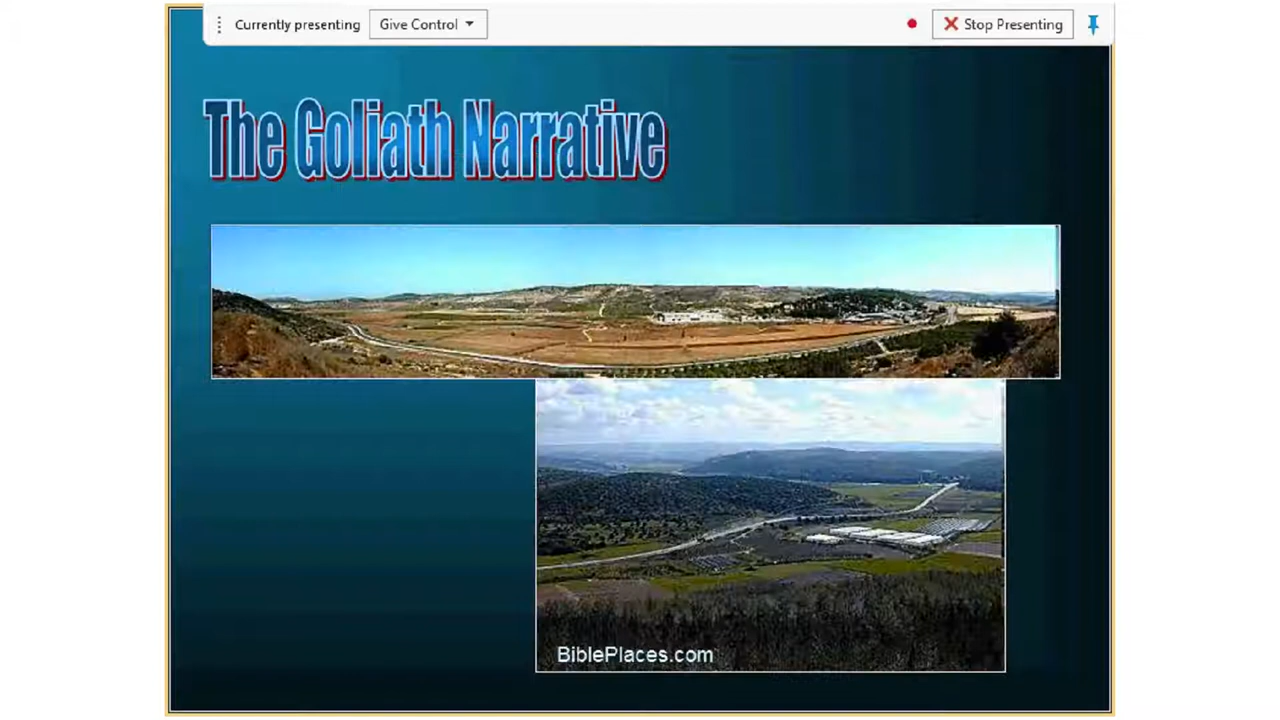 Currently presenting Give Control Stop Presenting
The Goliath Narrative
BiblePlaces.com